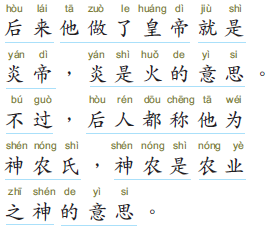 hòu lái tā zuò le huáng dì jiù shì
后来他做了皇帝就是
yán dì yán shì huǒ de yì si
炎帝，炎是火的意思。
bú guò hòu rén dōu chēng tā wéi
不过，后人都称他为
shén nóng shì shén nóng shì nóng yè
神农氏，神农是农业
zhī shén de yì si
之神的意思。